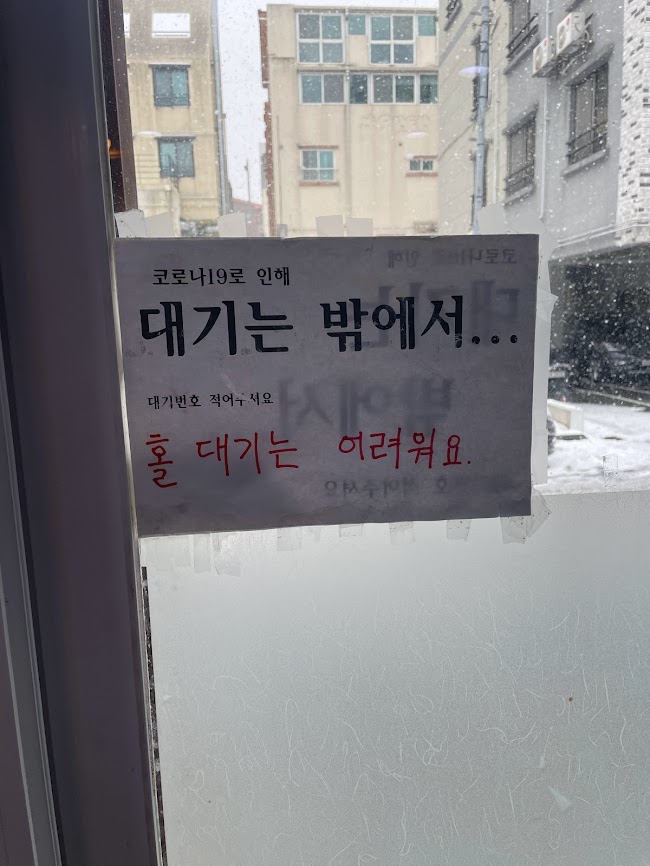 코로나19로 인해
대기는 밖에서...
대기번호 적어주셔요
홀 대기는 어려워요.